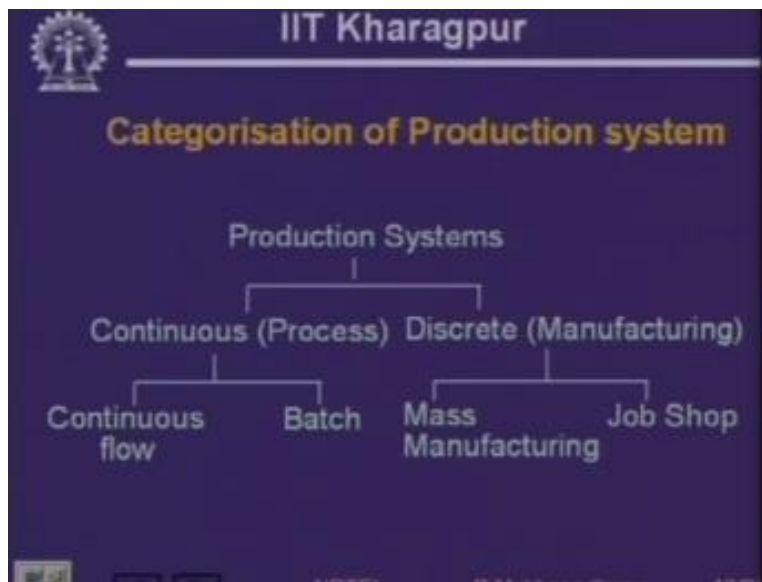 IIT Kharagpur
Categorisation of Production system
Production Systems
Continuous (Process) Discrete (Manufacturing)
Continuous
flow
Batch
Mass
Manufacturing
Job Shop